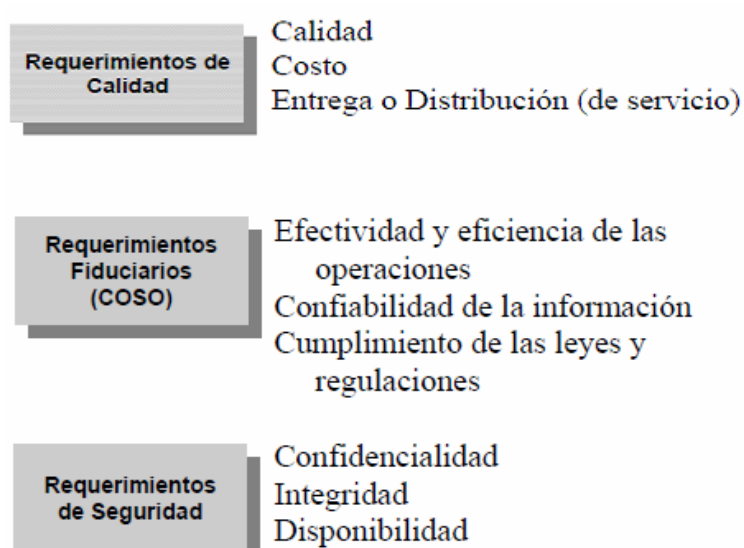 Requerimientos de
Calidad
Calidad
Costo
Entrega o Distribución (de servicio)
Requerimientos
Fiduciarios
(COSO)
Efectividad y eficiencia de las
operaciones
Confiabilidad de la información
Cumplimiento de las leyes y
regulaciones
Requerimientos
de Seguridad
Confidencialidad
Integridad
Disponibilidad